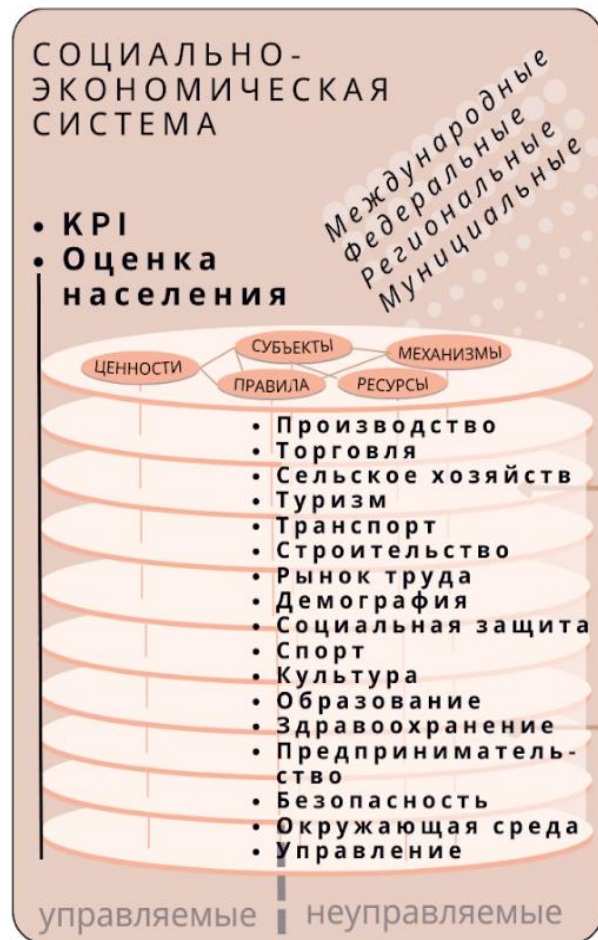 СОЦИАЛЬНО-
ЭКОНОМИЧЕСКАЯ
СИСТЕМА
Международные
Федеральные
Региональные
Муниципальные
• KPI
• Оценка
населения
СУБЪЕКТЫ
МЕХАНИЗМЫ
ЦЕННОСТИ
ПРАВИЛА
РЕСУРСЫ
• Производство
• Торговля
• Сельское хозяйств
• Туризм
• Транспорт
• Строительство
• Рынок труда
• Демография
• Социальная защита
• Спорт
• Культура
• Образование
• Здравоохранение
• Предприниматель-
ство
• Безопасность
• Окружающая среда
• Управление
управляемые
неуправляемые